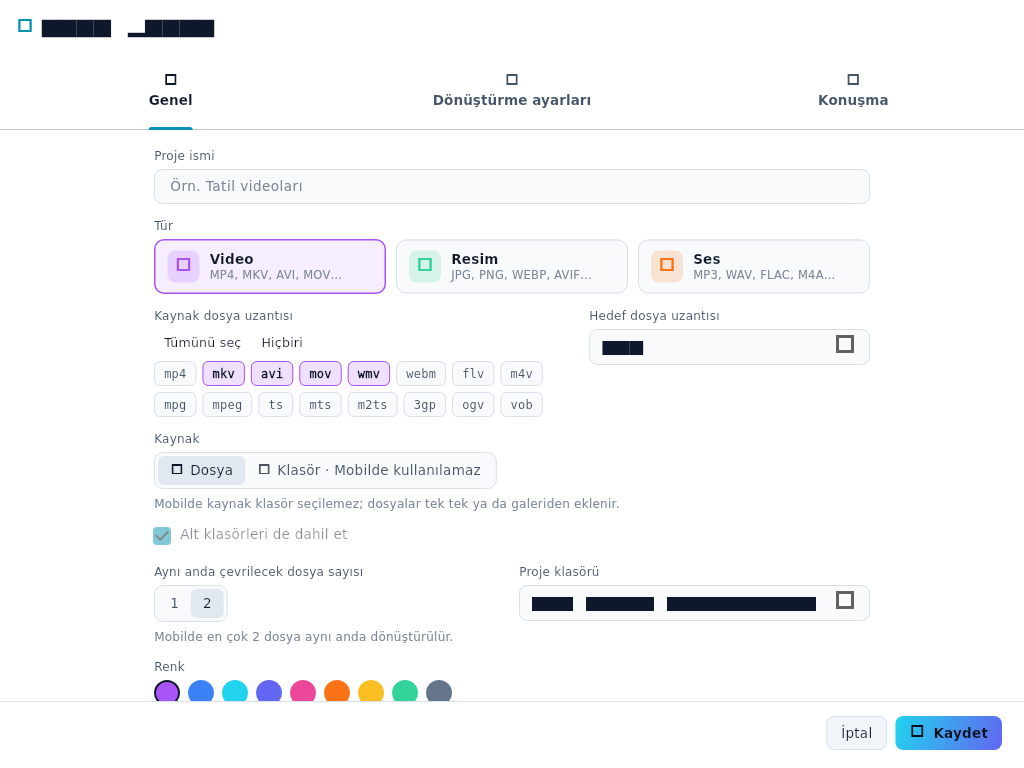 Genel
Dönüştürme ayarları
Konuşma
Proje ismi
Örn. Tatil videoları
Tür
Video
MP4, MKV, AVI, MOV...
Resim
JPG, PNG, WEBP, AVIF...
Ses
MP3, WAV, FLAC, M4A...
Kaynak dosya uzantısı
Hedef dosya uzantısı
Tümünü seç Hiçbiri
mp4 mkv avi mov wmv webm flv m4v
mpg mpeg ts mts m2ts 3gp ogv vob
Kaynak
Dosya Klasör · Mobilde kullanılamaz
Mobilde kaynak klasör seçilemez; dosyalar tek tek ya da galeriden eklenir.
Alt klasörleri de dahil et
Aynı anda çevrilecek dosya sayısı
Proje klasörü
1 2
Mobilde en çok 2 dosya aynı anda dönüştürülür.
Renk
İptal Kaydet